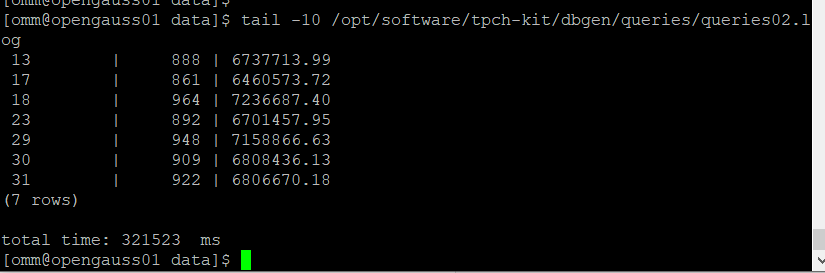 [omm@opengauss01 data]$
[omm@opengauss01 data]$ tail -10 /opt/software/tpch-kit/dbgen/queries/queries02.l
og
 13        |     888 | 6737713.99
 17        |     861 | 6460573.72
 18        |     964 | 7236687.40
 23        |     892 | 6701457.95
 29        |     948 | 7158866.63
 30        |     909 | 6808436.13
 31        |     922 | 6806670.18
(7 rows)

total time: 321523  ms
[omm@opengauss01 data]$